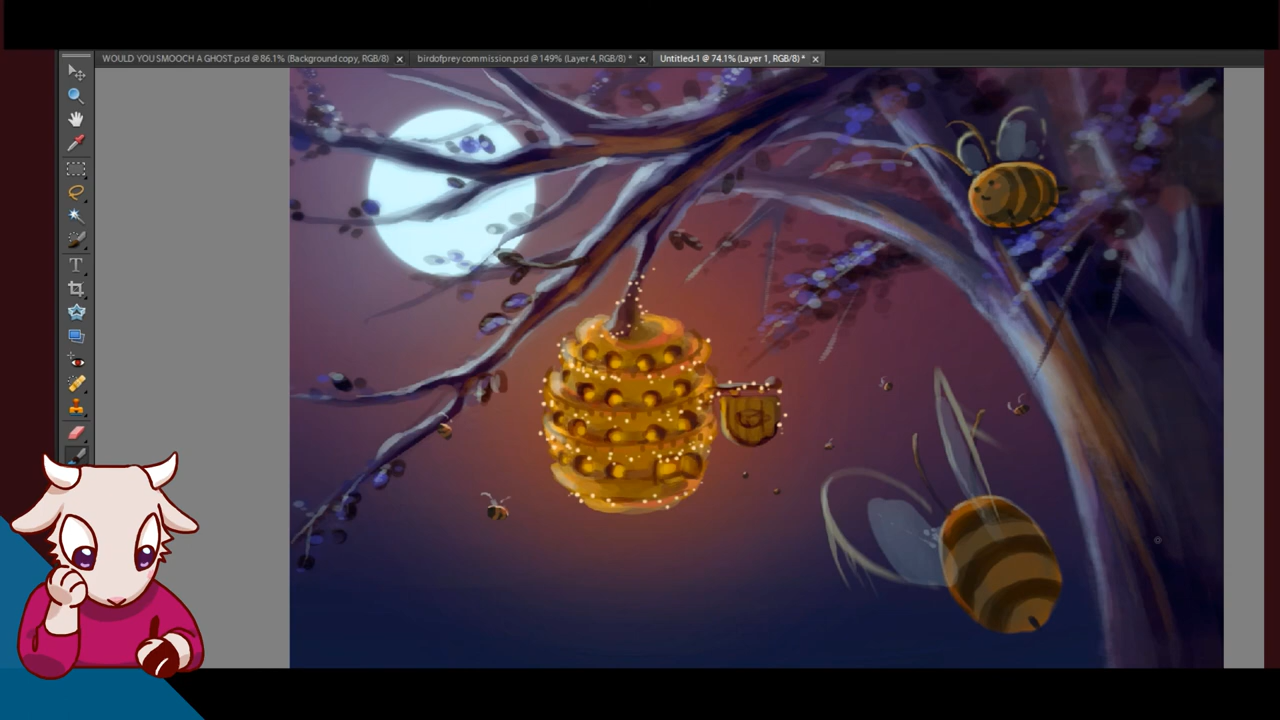 WOULD YOU SMOOCH A GHOST.psd @ 86.1% (Background copy, RGB/8) birdofprey commission.psd @ 149% (Layer 4, RGB/8) * Untitled-1 @ 74.1% (Layer 1, RGB/8) *
T